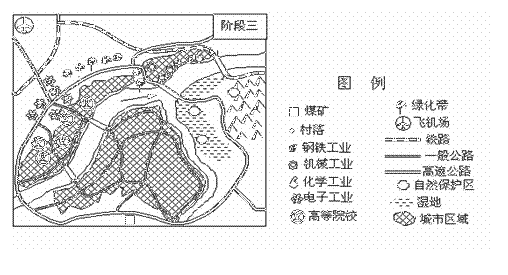 阶段三
图 例
煤矿
村落
钢铁工业
机械工业
化学工业
电子工业
高等院校
绿化带
飞机场
铁路
一般公路
高速公路
自然保护区
湿地
城市区域